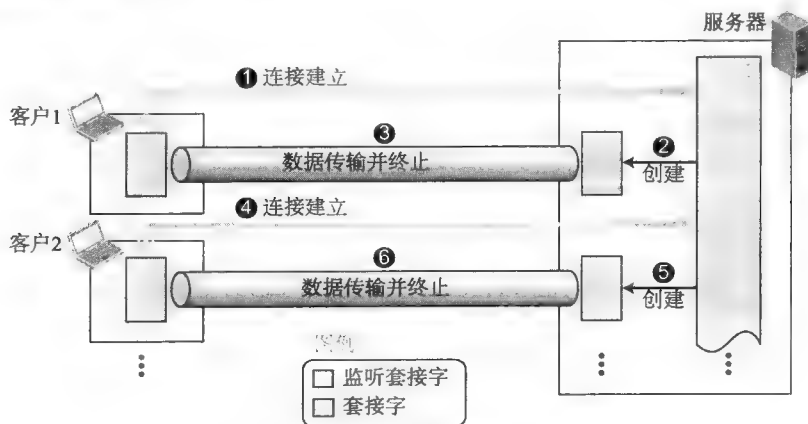 服务器
❶ 连接建立
客户1
❸
数据传输并终止
❷
创建
❹ 连接建立
客户2
❻
数据传输并终止
❺
创建
图例
监听套接字
套接字